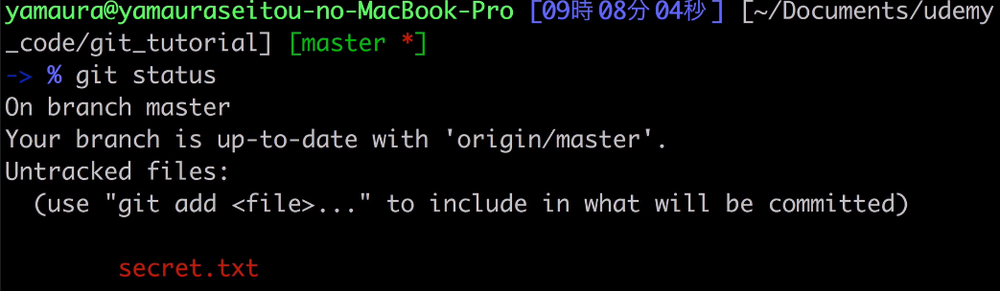 yamaura@yamauraseitou-no-MacBook-Pro [09時08分04秒] [~/Documents/udemy
_code/git_tutorial] [master *]
-> % git status
On branch master
Your branch is up-to-date with 'origin/master'.
Untracked files:
  (use "git add <file>..." to include in what will be committed)
        secret.txt